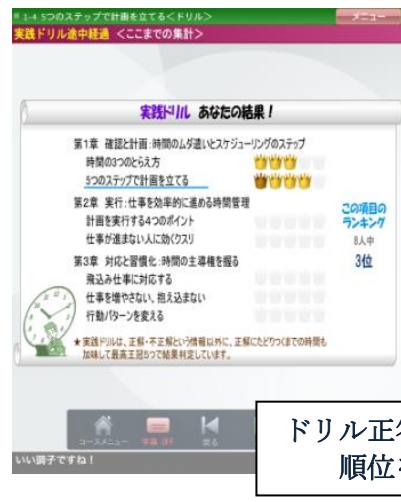 1-4 5つのステップで計画を立てる<ドリル>
メニュー
実践ドリル途中経過 <ここまでの集計>
実践ドリル あなたの結果!
第1章 確認と計画:時間のムダ遣いとスケジューリングのステップ
時間の3つのとらえ方
5つのステップで計画を立てる
第2章 実行:仕事を効率的に進める時間管理
計画を実行する4つのポイント
仕事が進まない人に効くクスリ
第3章 対応と習慣化:時間の主導権を握る
飛込み仕事に対応する
仕事を増やさない、抱え込まない
行動パターンを変える
この項目の
ランキング
8人中
3位
★実践ドリルは、正解・不正解という情報以外に、正解にたどりつくまでの時間も
加味して最高王冠5つで結果判定しています。
コースメニュー
字幕 OFF
戻る
いい調子ですね!
ドリル正
順位